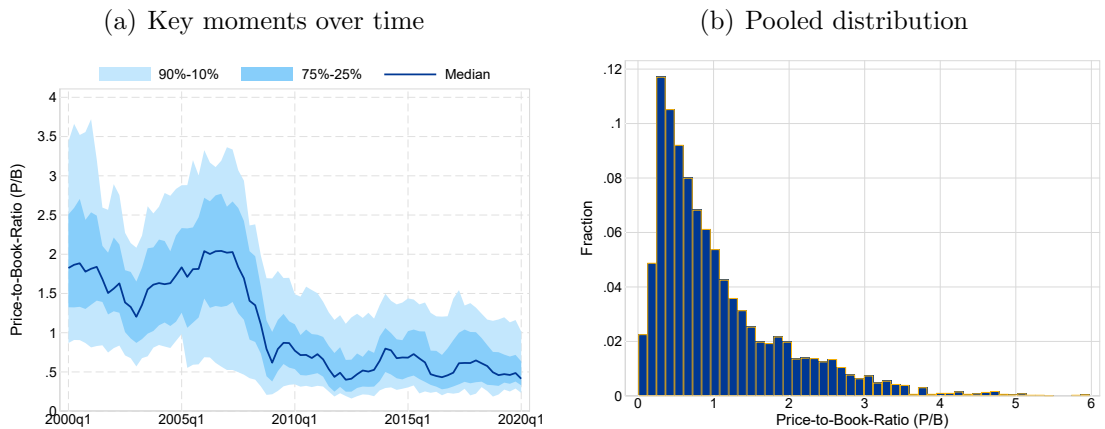 (a) Key moments over time
90%-10% 75%-25% Median
Price-to-Book-Ratio (P/B)
4
3.5
3
2.5
2
1.5
1
.5
0
2000q1 2005q1 2010q1 2015q1 2020q1
(b) Pooled distribution
Fraction
.12
.1
.08
.06
.04
.02
0
0 1 2 3 4 5 6
Price-to-Book-Ratio (P/B)